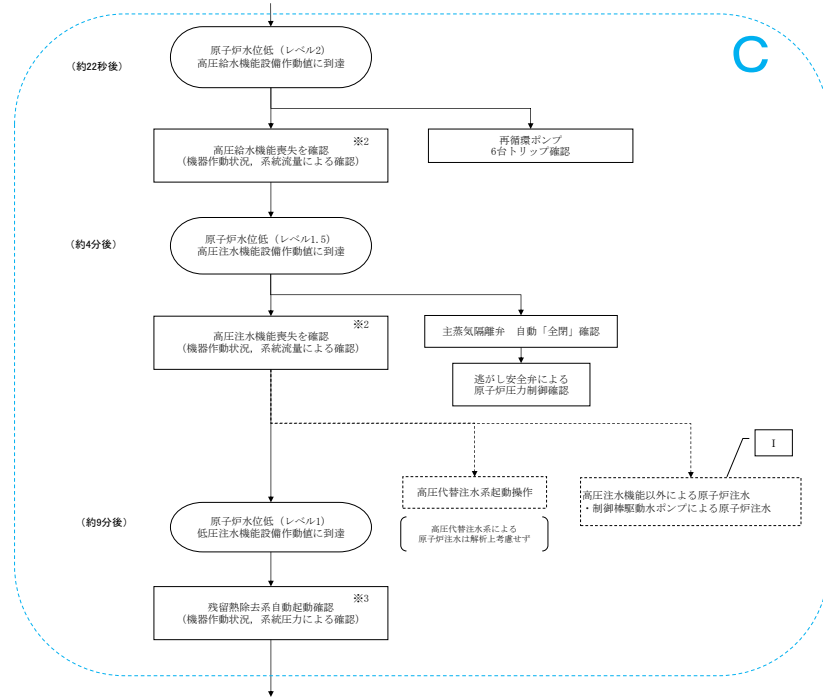 C
原子炉水位低（レベル2）
高圧給水機能設備作動値に到達
（約22秒後）
※2
高圧給水機能喪失を確認
（機器作動状況，系統流量による確認）
再循環ポンプ
6台トリップ確認
（約4分後）
原子炉水位低（レベル1.5）
高圧注水機能設備作動値に到達
※2
高圧注水機能喪失を確認
（機器作動状況，系統流量による確認）
主蒸気隔離弁　自動「全閉」確認
逃がし安全弁による
原子炉圧力制御確認
I
高圧代替注水系起動操作
高圧注水機能以外による原子炉注水
・制御棒駆動水ポンプによる原子炉注水
（約9分後）
原子炉水位低（レベル1）
低圧注水機能設備作動値に到達
高圧代替注水系による
原子炉注水は解析上考慮せず
※3
残留熱除去系自動起動確認
（機器作動状況，系統圧力による確認）